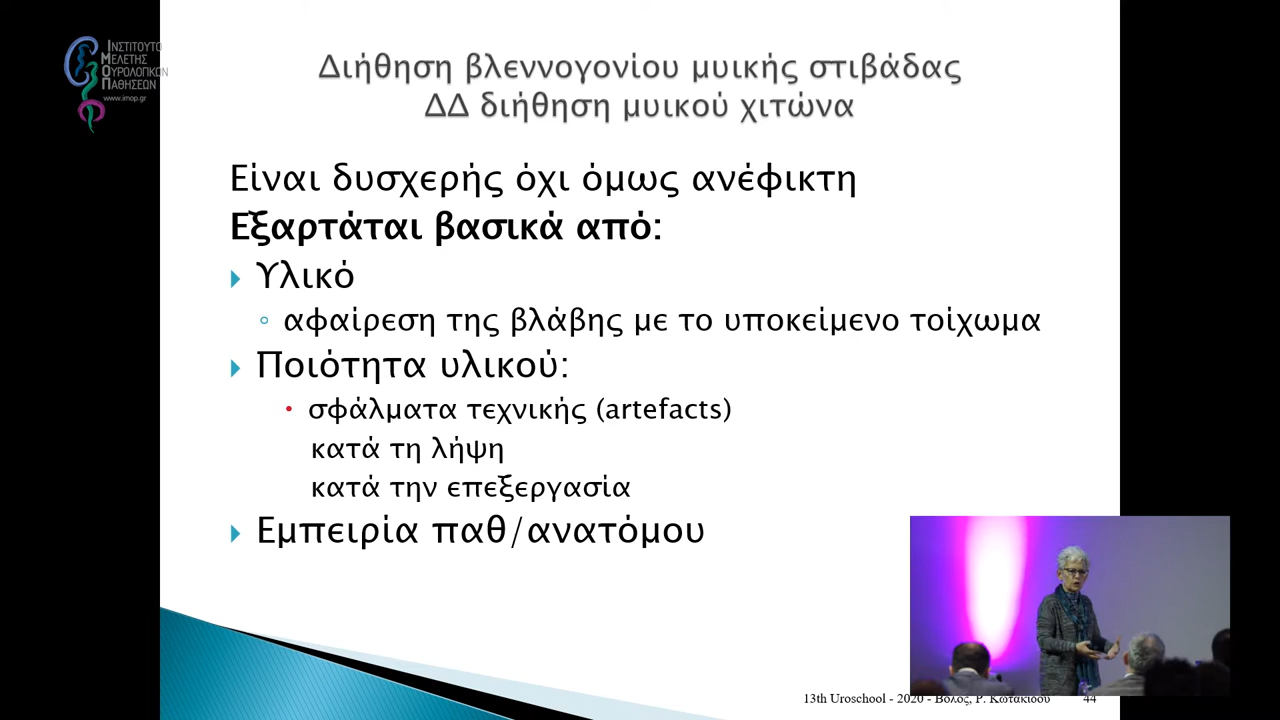 ΙΝΣΤΙΤΟΥΤΟ
ΜΕΛΕΤΗΣ
ΟΥΡΟΛΟΓΙΚΩΝ
ΠΑΘΗΣΕΩΝ
www.imop.gr
Διήθηση βλεννογονίου μυικής στιβάδας
ΔΔ διήθηση μυικού χιτώνα
Είναι δυσχερής όχι όμως ανέφικτη
Εξαρτάται βασικά από:
Υλικό
αφαίρεση της βλάβης με το υποκείμενο τοίχωμα
Ποιότητα υλικού:
σφάλματα τεχνικής (artefacts)
κατά τη λήψη
κατά την επεξεργασία
Εμπειρία παθ/ανατόμου
13th Uroschool - 2020 - Βόλος, Ρ. Κωτακίδου 44